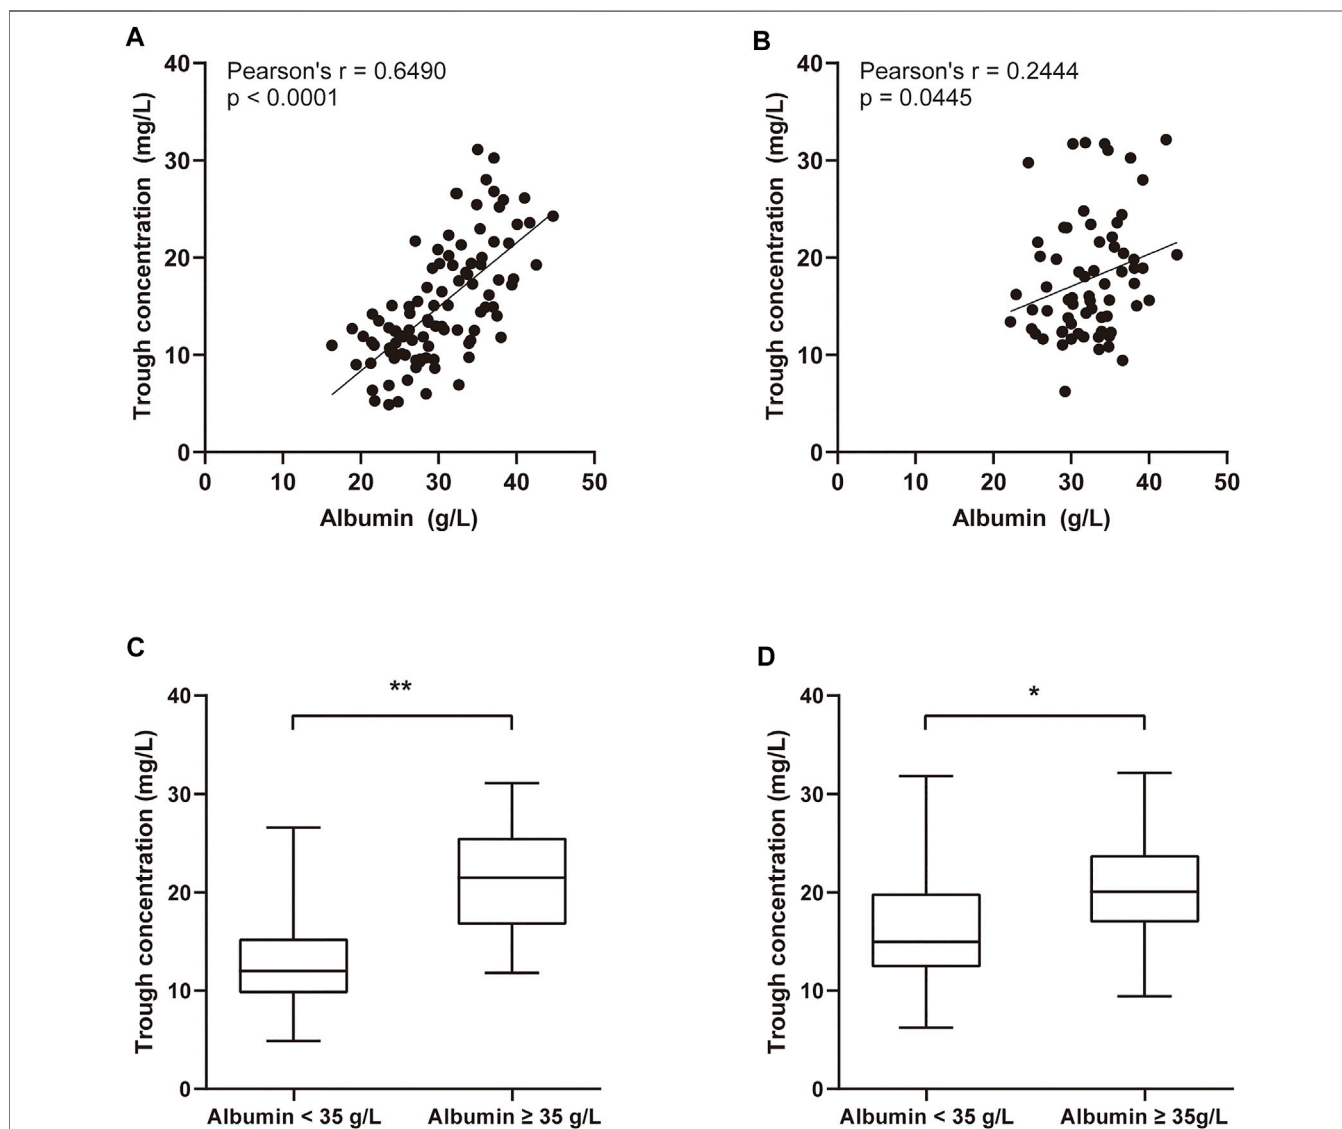 A
Pearson's r = 0.6490
p < 0.0001
Trough concentration (mg/L)
40
30
20
10
0
0 10 20 30 40 50
Albumin (g/L)
B
Pearson's r = 0.2444
p = 0.0445
Trough concentration (mg/L)
40
30
20
10
0
0 10 20 30 40 50
Albumin (g/L)
C
**
Trough concentration (mg/L)
40
30
20
10
0
Albumin < 35 g/L Albumin ≥ 35 g/L
D
*
Trough concentration (mg/L)
40
30
20
10
0
Albumin < 35 g/L Albumin ≥ 35g/L